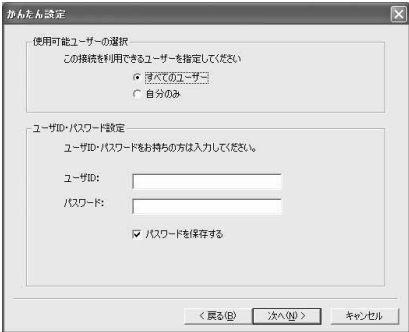 かんたん設定
使用可能ユーザーの選択
この接続を利用できるユーザーを指定してください
すべてのユーザー
自分のみ
ユーザID・パスワード設定
ユーザID・パスワードをお持ちの方は入力してください。
ユーザID:
パスワード:
パスワードを保存する
< 戻る(B) 次へ(N) > キャンセル